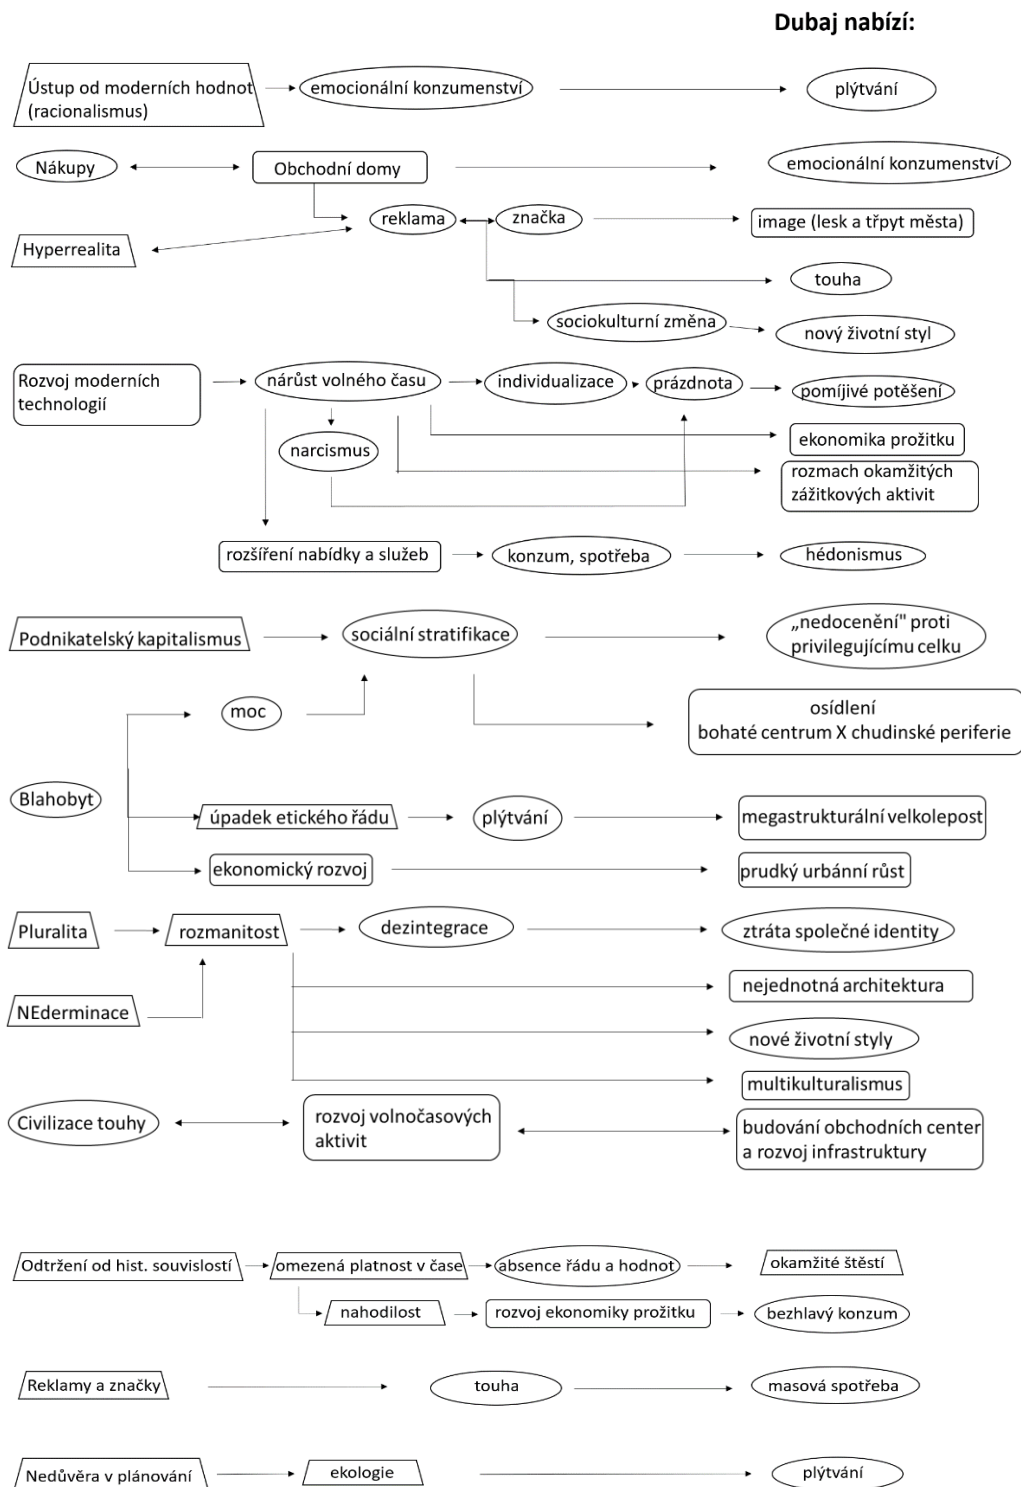 Dubaj nabízí:
Ústup od moderních hodnot
(racionalismus)
emocionální konzumenství
plýtvání
Nákupy
Obchodní domy
emocionální konzumenství
reklama
značka
image (lesk a třpyt města)
Hyperrealita
touha
sociokulturní změna
nový životní styl
Rozvoj moderních
technologií
nárůst volného času
individualizace
prázdnota
pomíjivé potěšení
narcismus
ekonomika prožitku
rozmach okamžitých
zážitkových aktivit
rozšíření nabídky a služeb
konzum, spotřeba
hédonismus
Podnikatelský kapitalismus
sociální stratifikace
„nedocenění" proti
privilegujícímu celku
moc
osídlení
bohaté centrum X chudinské periferie
Blahobyt
úpadek etického řádu
plýtvání
megastrukturální velkolepost
ekonomický rozvoj
prudký urbánní růst
Pluralita
rozmanitost
dezintegrace
ztráta společné identity
NEderminace
nejednotná architektura
nové životní styly
multikulturalismus
Civilizace touhy
rozvoj volnočasových
aktivit
budování obchodních center
a rozvoj infrastruktury
Odtržení od hist. souvislostí
omezená platnost v čase
absence řádu a hodnot
okamžité štěstí
nahodilost
rozvoj ekonomiky prožitku
bezhlavý konzum
Reklamy a značky
touha
masová spotřeba
Nedůvěra v plánování
ekologie
plýtvání